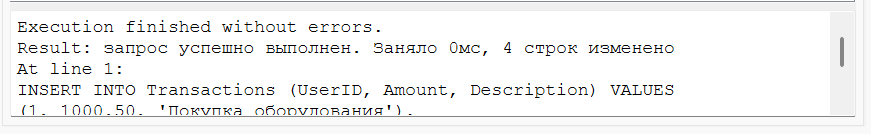 Execution finished without errors.
Result: запрос успешно выполнен. Заняло 0мс, 4 строк изменено
At line 1:
INSERT INTO Transactions (UserID, Amount, Description) VALUES
(1, 1000.50, 'Покупка оборудования'),